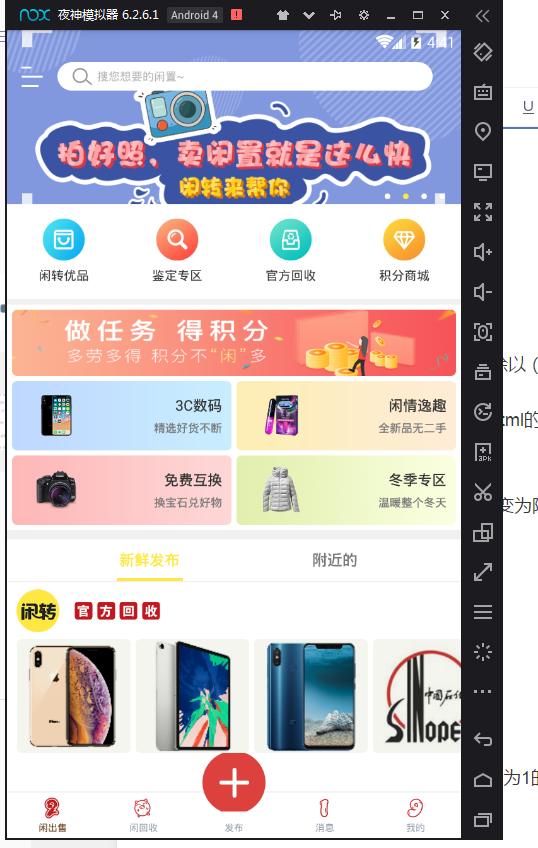 nox 夜神模拟器 6.2.6.1 Android 4
4:41
搜您想要的闲置~
拍好照，卖闲置就是这么快
闲转来帮你
闲转优品 鉴定专区 官方回收 积分商城
做任务 得积分
多劳多得 积分不“闲”多
3C数码
精选好货不断
闲情逸趣
全新品无二手
免费互换
换宝石兑好物
冬季专区
温暖整个冬天
新鲜发布 附近的
闲转 官方回收
中国石化
SINOPE
闲出售 闲回收 发布 消息 我的
U
除以 (
tml的
变为
为1的
3PK